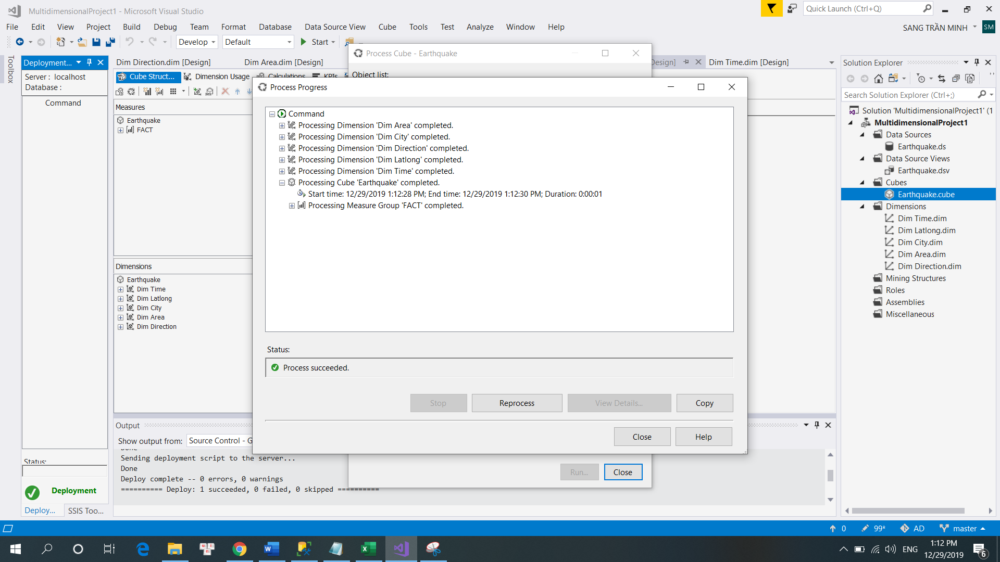 MultidimensionalProject1 - Microsoft Visual Studio
Quick Launch (Ctrl+Q)
File Edit View Project Build Debug Team Format Database Data Source View Cube Tools Test Analyze Window Help
SANG TRẦN MINH SM
Develop Default Start
Toolbox
Deployment...
Server : localhost
Database :
Command
Status:
Deployment
Deploy... SSIS Too...
Dim Direction.dim [Design] Dim Area.dim [Design] Design] Dim Time.dim [Design]
Cube Struct... Dimension Usage Calculations KPIs
Measures
Earthquake
FACT
Dimensions
Earthquake
Dim Time
Dim Latlong
Dim City
Dim Area
Dim Direction
Process Cube - Earthquake
Object list:
Process Progress
Command
Processing Dimension 'Dim Area' completed.
Processing Dimension 'Dim City' completed.
Processing Dimension 'Dim Direction' completed.
Processing Dimension 'Dim Latlong' completed.
Processing Dimension 'Dim Time' completed.
Processing Cube 'Earthquake' completed.
Start time: 12/29/2019 1:12:28 PM; End time: 12/29/2019 1:12:30 PM; Duration: 0:00:01
Processing Measure Group 'FACT' completed.
Status:
Process succeeded.
Stop Reprocess View Details... Copy
Close Help
Run... Close
Output
Show output from: Source Control - G
Done
Sending deployment script to the server...
Done
Deploy complete -- 0 errors, 0 warnings
========== Deploy: 1 succeeded, 0 failed, 0 skipped ==========
Solution Explorer
Search Solution Explorer (Ctrl+;)
Solution 'MultidimensionalProject1' (1
MultidimensionalProject1
Data Sources
Earthquake.ds
Data Source Views
Earthquake.dsv
Cubes
Earthquake.cube
Dimensions
Dim Time.dim
Dim Latlong.dim
Dim City.dim
Dim Area.dim
Dim Direction.dim
Mining Structures
Roles
Assemblies
Miscellaneous
0 99* AD master
ENG
1:12 PM
12/29/2019
6